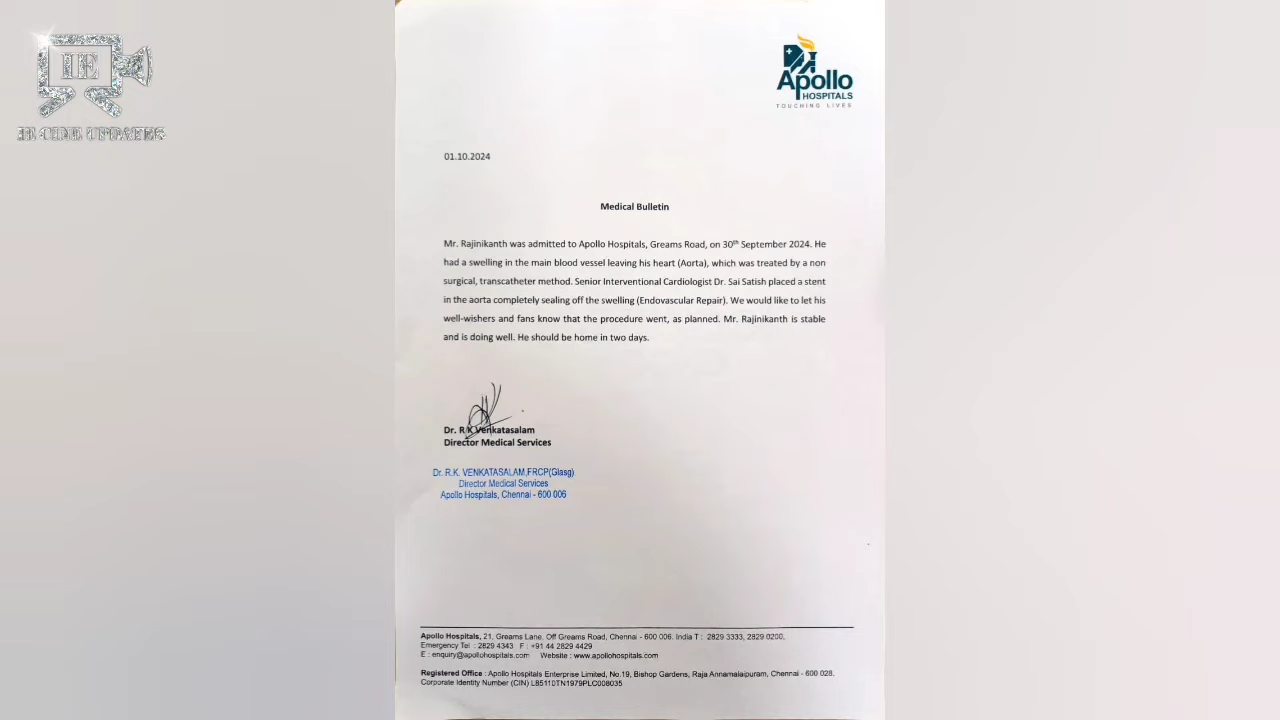 IE
IE CINE UPDATES
Apollo
HOSPITALS
TOUCHING LIVES
01.10.2024
Medical Bulletin
Mr. Rajinikanth was admitted to Apollo Hospitals, Greams Road, on 30th September 2024. He
had a swelling in the main blood vessel leaving his heart (Aorta), which was treated by a non
surgical, transcatheter method. Senior Interventional Cardiologist Dr. Sai Satish placed a stent
in the aorta completely sealing off the swelling (Endovascular Repair). We would like to let his
well-wishers and fans know that the procedure went, as planned. Mr. Rajinikanth is stable
and is doing well. He should be home in two days.
Dr. R K Venkatasalam
Director Medical Services
Dr. R.K. VENKATASALAM,FRCP(Glasg)
Director Medical Services
Apollo Hospitals, Chennai - 600 006
Apollo Hospitals, 21, Greams Lane, Off Greams Road, Chennai - 600 006. India T : 2829 3333, 2829 0200,
Emergency Tel : 2829 4343 F : +91 44 2829 4429
E : enquiry@apollohospitals.com Website : www.apollohospitals.com
Registered Office : Apollo Hospitals Enterprise Limited, No.19, Bishop Gardens, Raja Annamalaipuram, Chennai - 600 028.
Corporate Identity Number (CIN) L85110TN1979PLC008035